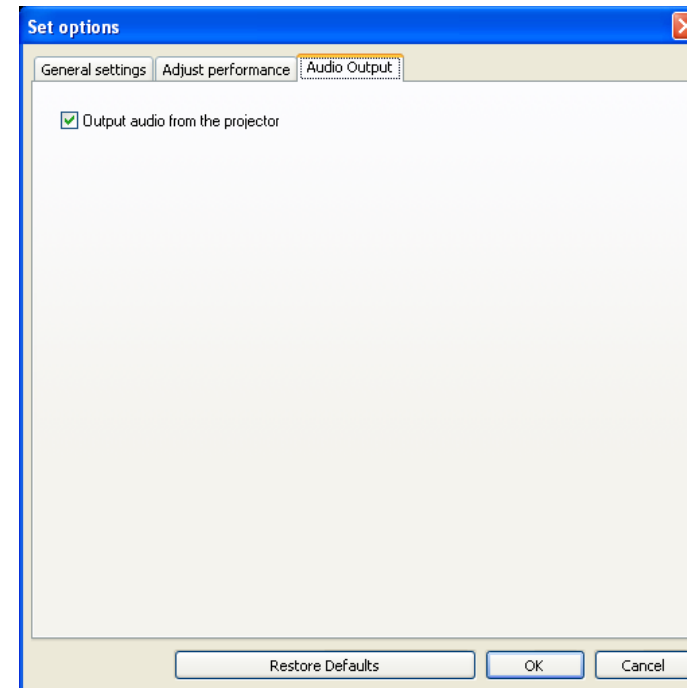 Set options
General settings Adjust performance Audio Output
Output audio from the projector
Restore Defaults OK Cancel